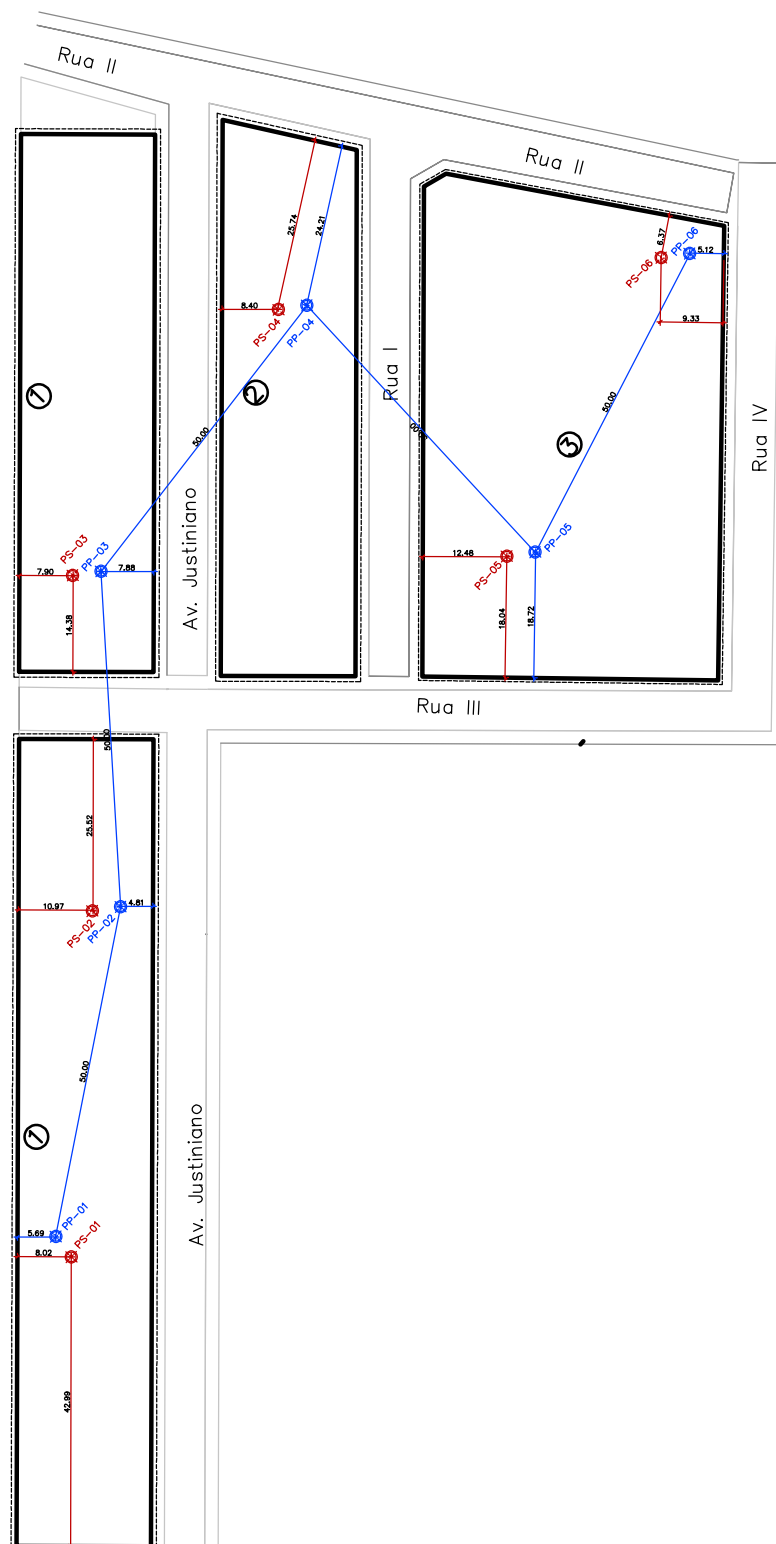 Rua II
Rua II
25.74
24.21
6.37
PP-06
5.12
PS-06
8.40
PS-04
PP-04
9.33
Rua I
1
2
50.00
50.00
3
Rua IV
Av. Justiniano
PS-03
PP-03
7.90
7.88
14.38
12.48
PS-05
PP-05
18.04
18.72
Rua III
50.00
25.52
10.97
4.81
PS-02
PP-02
50.00
1
Av. Justiniano
5.69
PP-01
8.02
PS-01
42.99